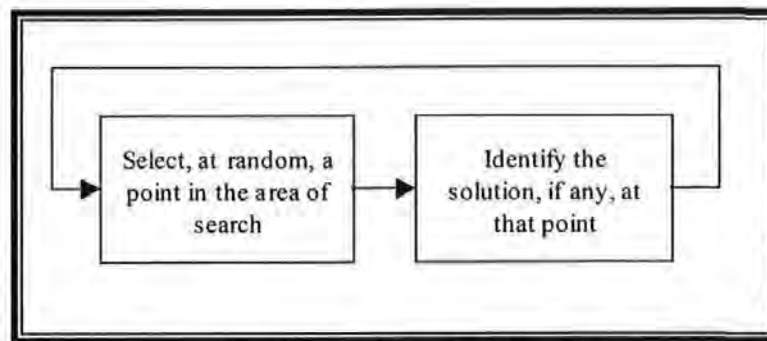 Select, at random, a
point in the area of
search
Identify the
solution, if any, at
that point